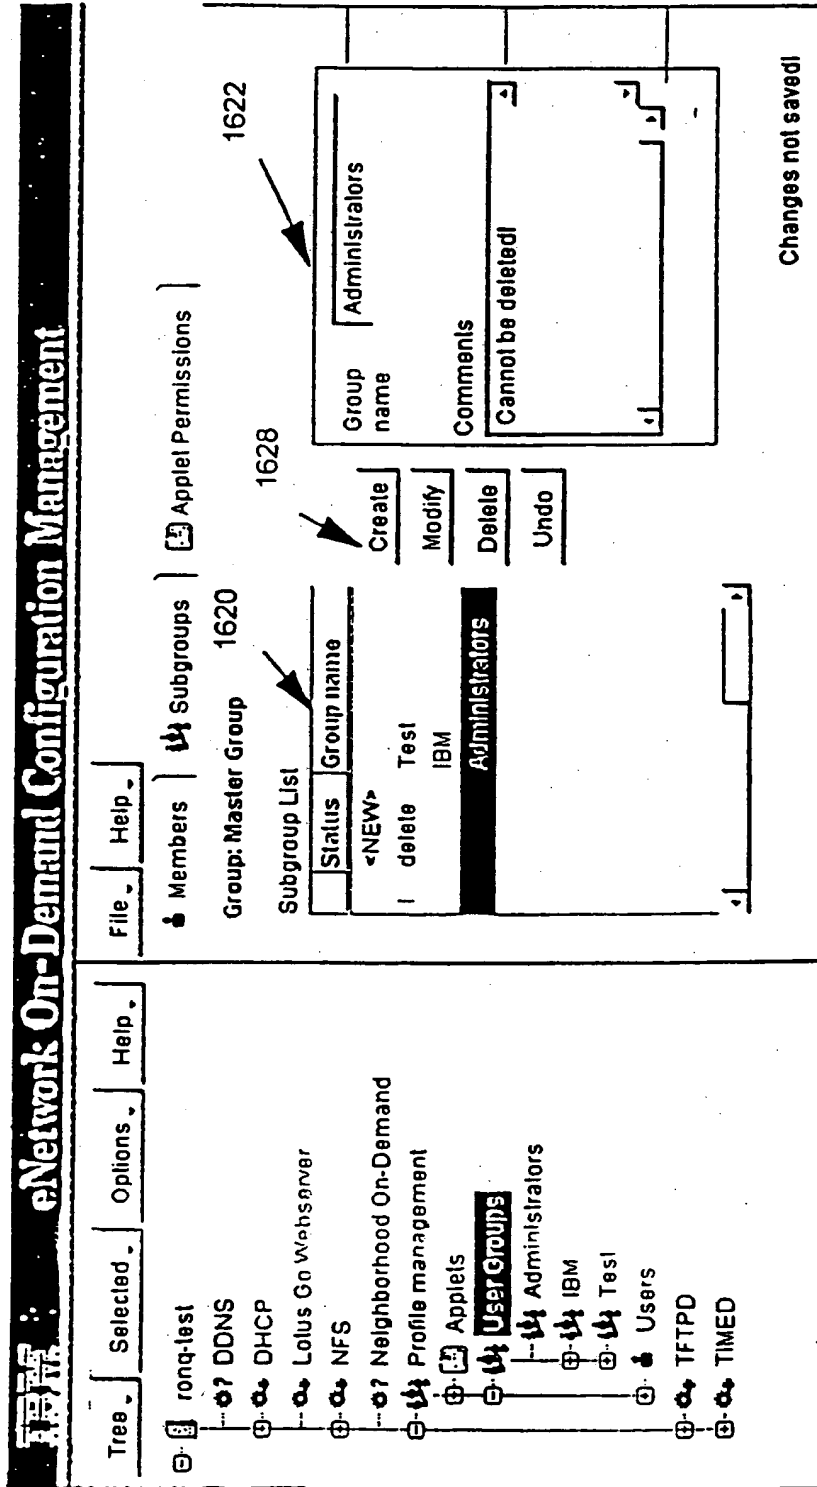 eNetwork On-Demand Configuration Management
Tree Selected Options Help
ronq-test
DDNS
DHCP
Lotus Go Webserver
NFS
Neighborhood On-Demand
Profile management
Applets
User Groups
Administrators
IBM
Test
Users
TFTPD
TIMED
File Help
Members Subgroups Applet Permissions
Group: Master Group
Subgroup List
1620
Status Group name
<NEW>
delete Test
IBM
Administrators
1628
Create
Modify
Delete
Undo
1622
Group name
Administrators
Comments
Cannot be deleted!
Changes not saved!